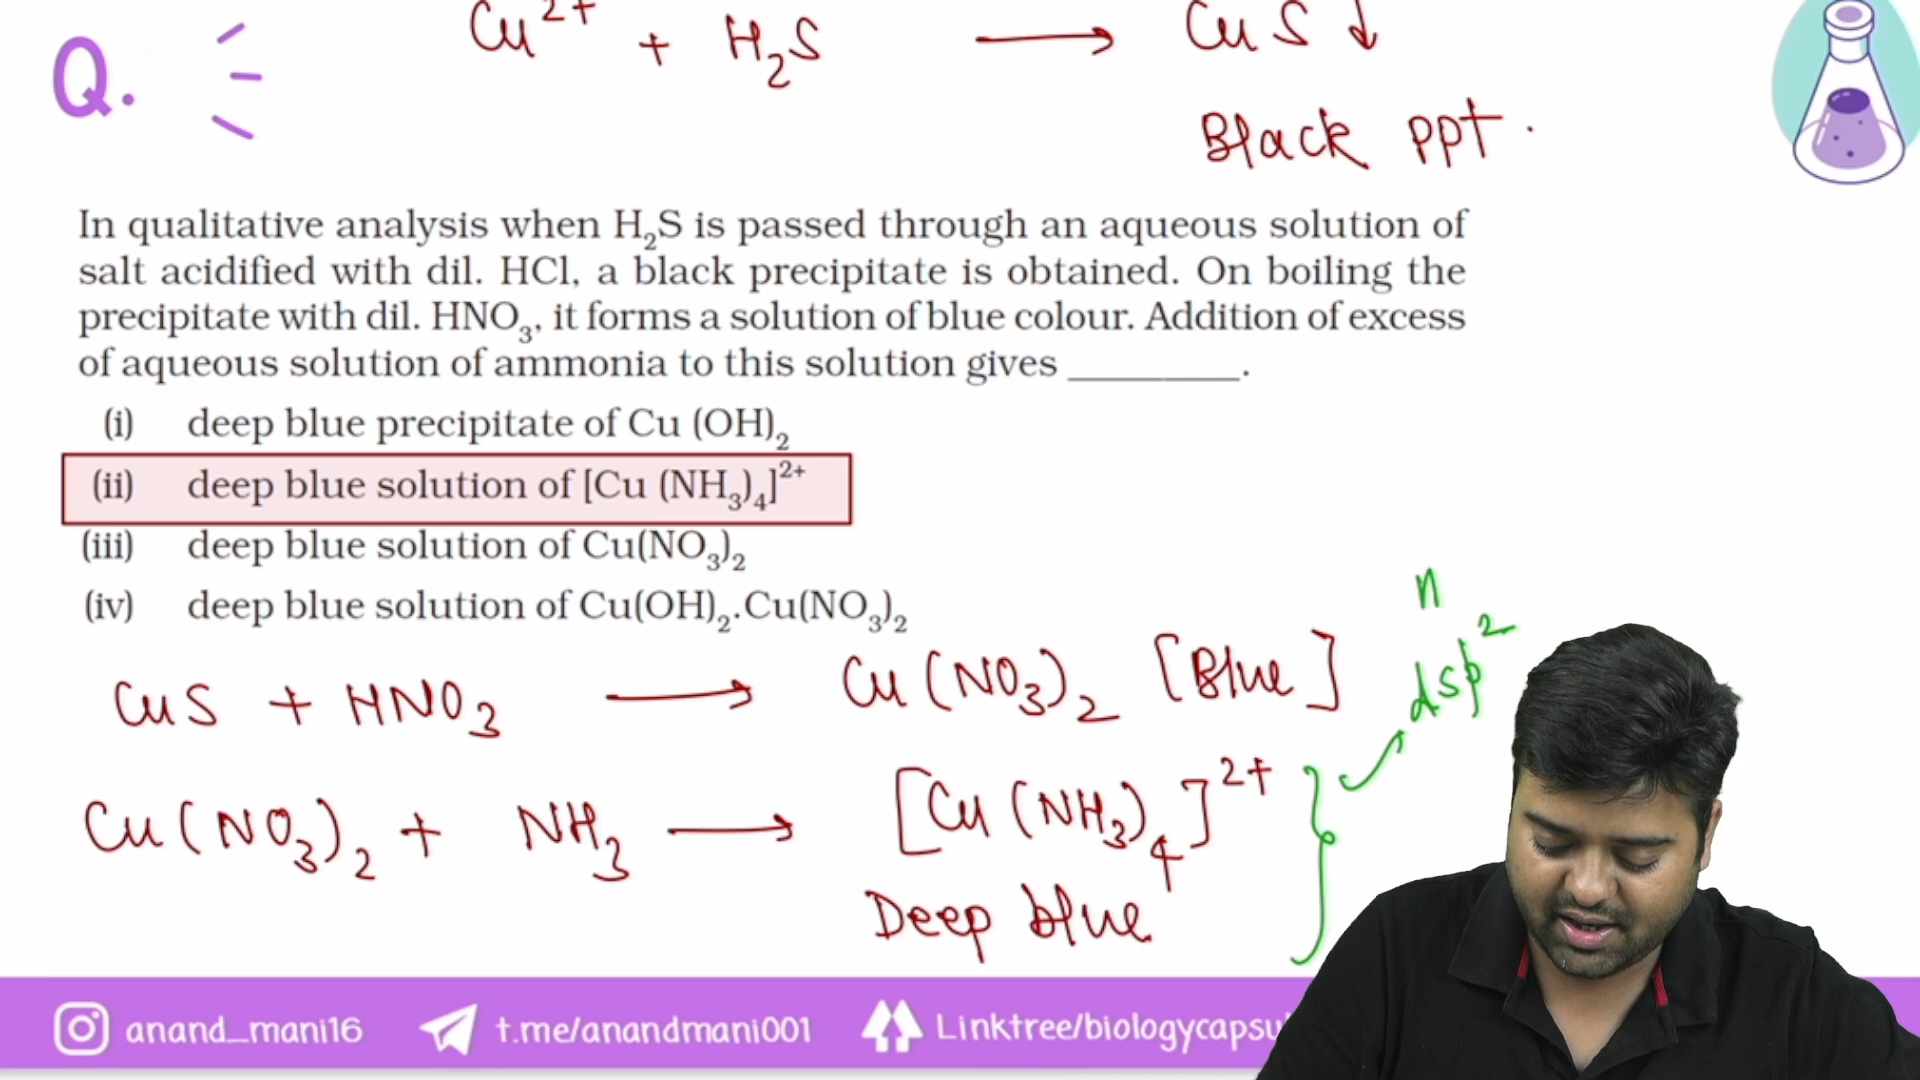 Q.
Cu²⁺ + H₂S ⟶ CuS ↓
Black ppt.
In qualitative analysis when H₂S is passed through an aqueous solution of
salt acidified with dil. HCl, a black precipitate is obtained. On boiling the
precipitate with dil. HNO₃, it forms a solution of blue colour. Addition of excess
of aqueous solution of ammonia to this solution gives _________.
(i) deep blue precipitate of Cu (OH)₂
(ii) deep blue solution of [Cu (NH₃)₄]²⁺
(iii) deep blue solution of Cu(NO₃)₂
(iv) deep blue solution of Cu(OH)₂.Cu(NO₃)₂
n
dsp²
CuS + HNO₃ ⟶ Cu(NO₃)₂ [Blue]
Cu(NO₃)₂ + NH₃ ⟶ [Cu(NH₃)₄]²⁺
Deep blue
anand_mani16 t.me/anandmani001 Linktree/biologycapsu